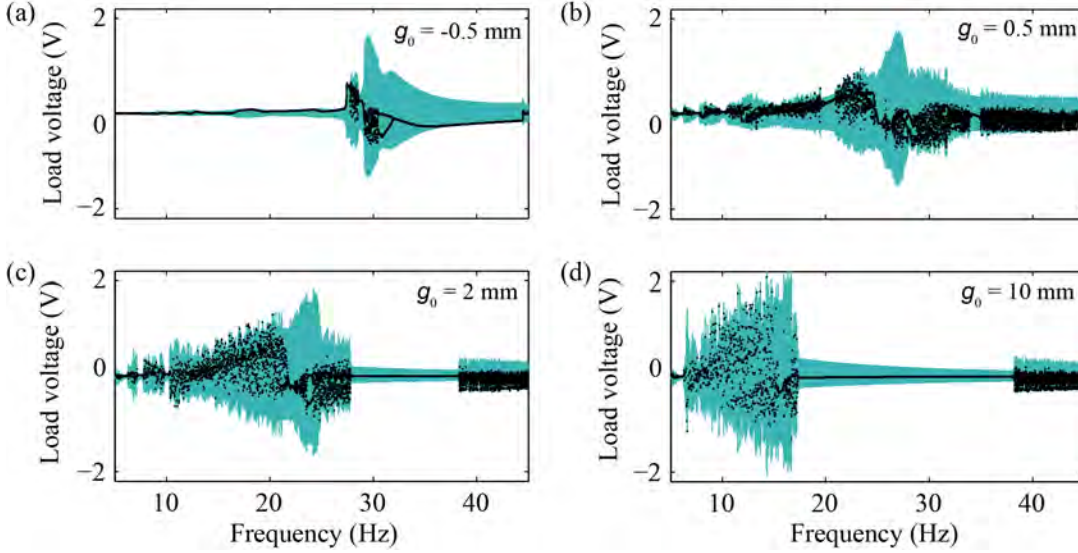 (a)
g₀ = -0.5 mm
Load voltage (V)
2
0
−2
(b)
g₀ = 0.5 mm
Load voltage (V)
2
0
−2
(c)
g₀ = 2 mm
Load voltage (V)
2
0
−2
10 20 30 40
Frequency (Hz)
(d)
g₀ = 10 mm
Load voltage (V)
2
0
−2
10 20 30 40
Frequency (Hz)